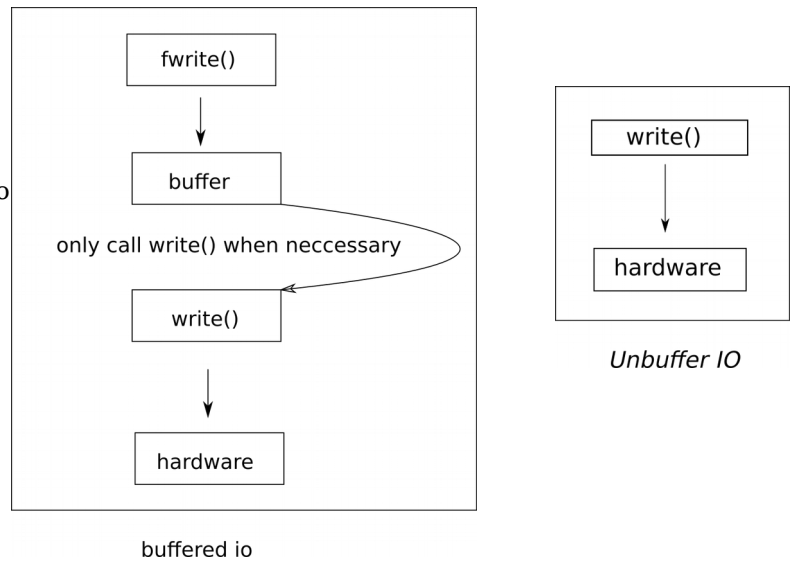 fwrite()
buffer
o
only call write() when neccessary
write()
hardware
buffered io
write()
hardware
Unbuffer IO